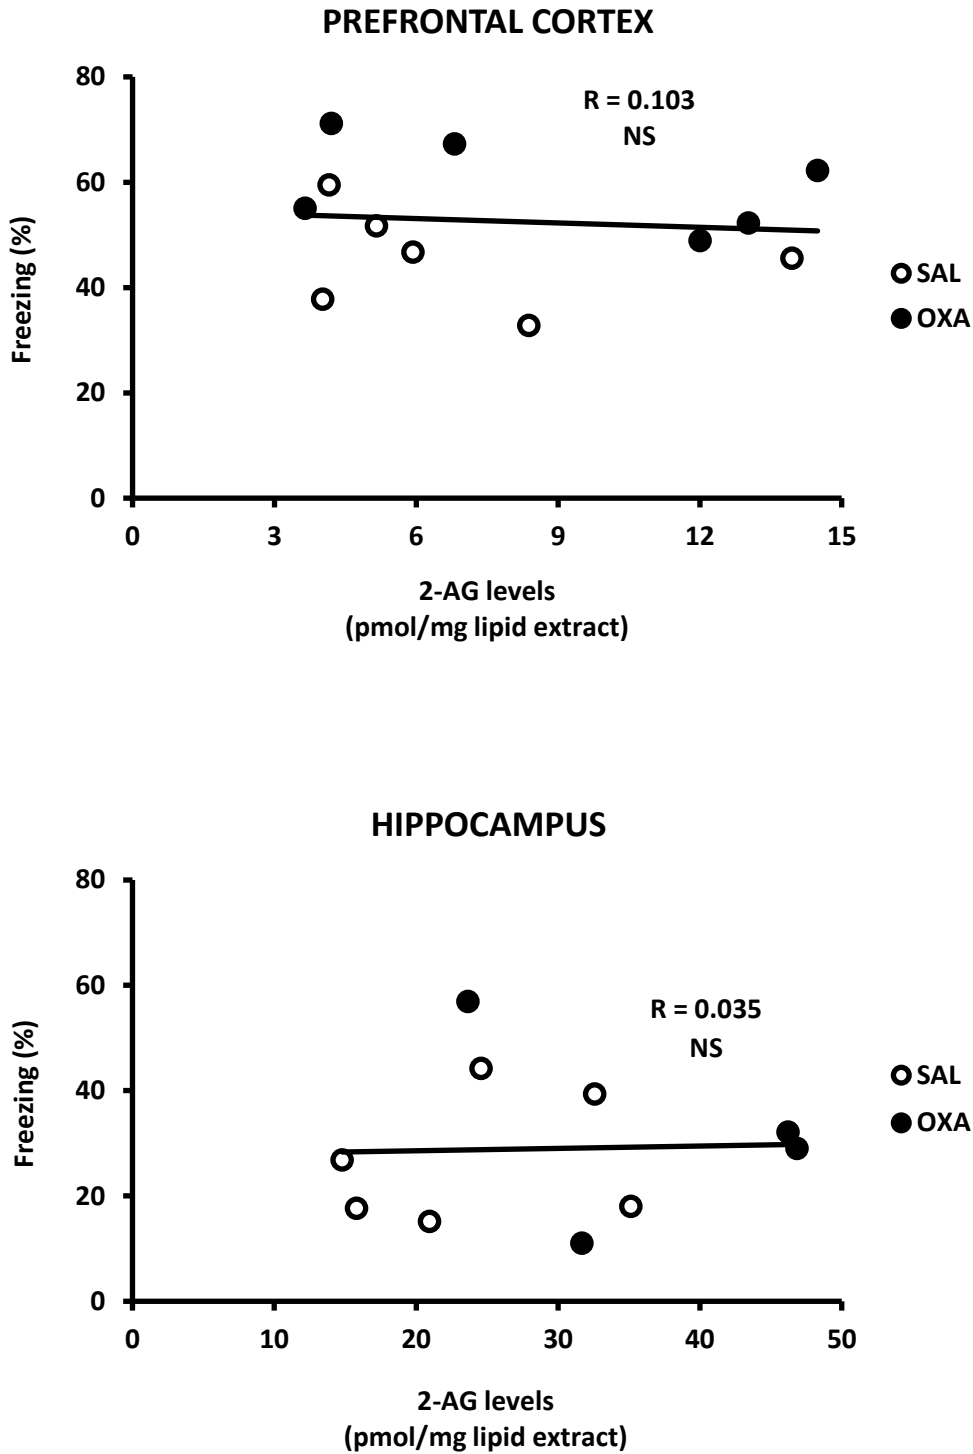 PREFRONTAL CORTEX
80
R = 0.103
NS
60
40
20
0
Freezing (%)
SAL
OXA
0 3 6 9 12 15
2-AG levels
(pmol/mg lipid extract)
HIPPOCAMPUS
80
60
R = 0.035
NS
40
20
0
Freezing (%)
SAL
OXA
0 10 20 30 40 50
2-AG levels
(pmol/mg lipid extract)